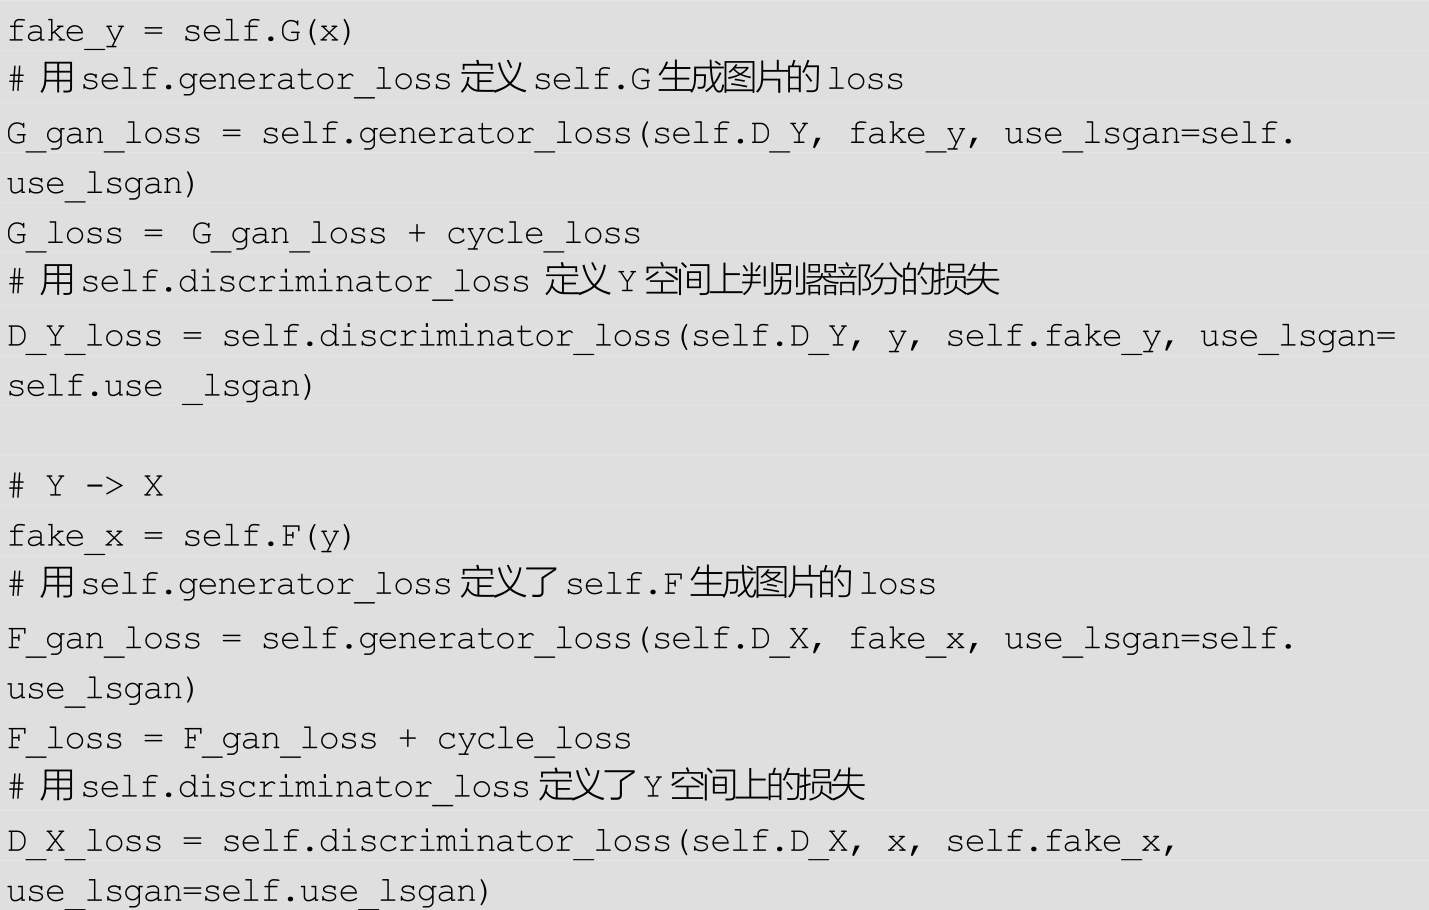 fake_y = self.G(x)
# 用self.generator_loss 定义 self.G 生成图片的 loss
G_gan_loss = self.generator_loss(self.D_Y, fake_y, use_lsgan=self.
use_lsgan)
G_loss =  G_gan_loss + cycle_loss
# 用self.discriminator_loss 定义 Y 空间上判别器部分的损失
D_Y_loss = self.discriminator_loss(self.D_Y, y, self.fake_y, use_lsgan=
self.use _lsgan)
# Y -> X
fake_x = self.F(y)
# 用self.generator_loss 定义了 self.F 生成图片的 loss
F_gan_loss = self.generator_loss(self.D_X, fake_x, use_lsgan=self.
use_lsgan)
F_loss = F_gan_loss + cycle_loss
# 用self.discriminator_loss 定义了 Y 空间上的损失
D_X_loss = self.discriminator_loss(self.D_X, x, self.fake_x,
use_lsgan=self.use_lsgan)